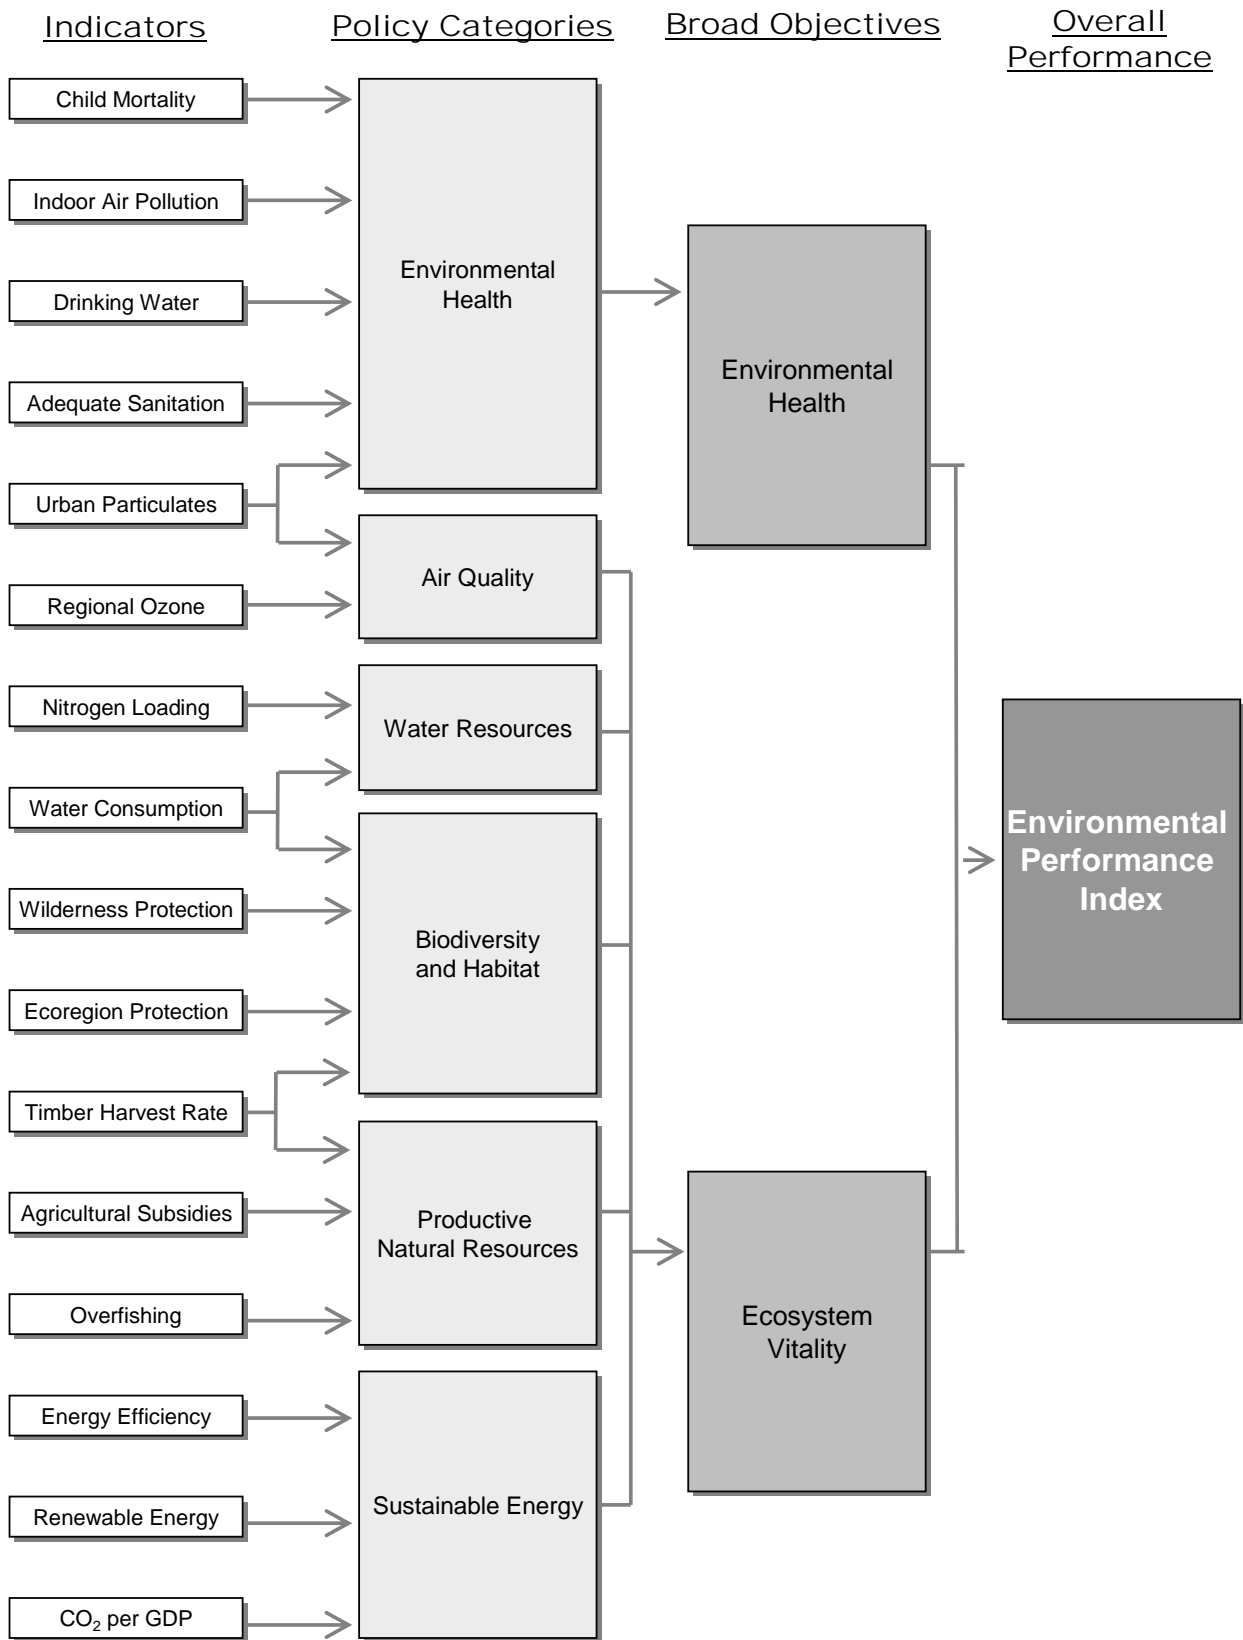 Indicators
Policy Categories
Broad Objectives
Overall
Performance
Child Mortality
Indoor Air Pollution
Drinking Water
Adequate Sanitation
Urban Particulates
Regional Ozone
Nitrogen Loading
Water Consumption
Wilderness Protection
Ecoregion Protection
Timber Harvest Rate
Agricultural Subsidies
Overfishing
Energy Efficiency
Renewable Energy
CO₂ per GDP
Environmental
Health
Air Quality
Water Resources
Biodiversity
and Habitat
Productive
Natural Resources
Sustainable Energy
Environmental
Health
Ecosystem
Vitality
Environmental
Performance
Index